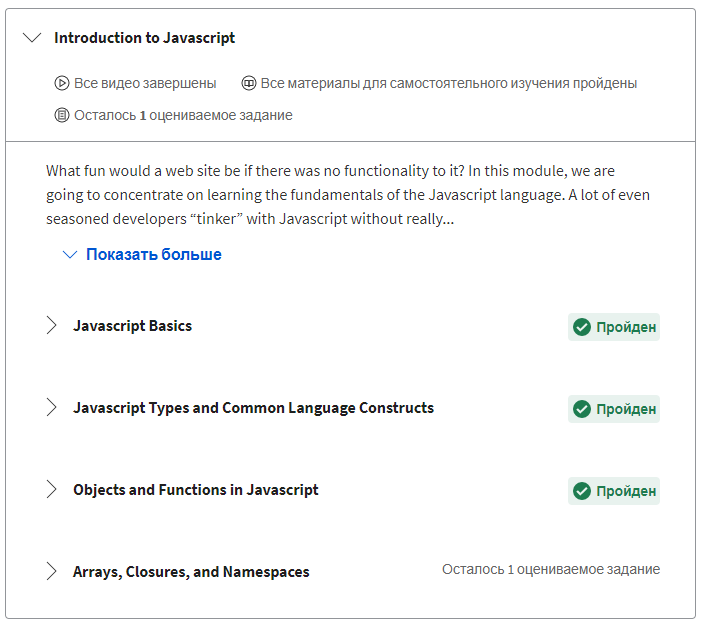 Introduction to Javascript
Все видео завершены Все материалы для самостоятельного изучения пройдены
Осталось 1 оцениваемое задание
What fun would a web site be if there was no functionality to it? In this module, we are
going to concentrate on learning the fundamentals of the Javascript language. A lot of even
seasoned developers “tinker” with Javascript without really...
Показать больше
Javascript Basics Пройден
Javascript Types and Common Language Constructs Пройден
Objects and Functions in Javascript Пройден
Arrays, Closures, and Namespaces Осталось 1 оцениваемое задание